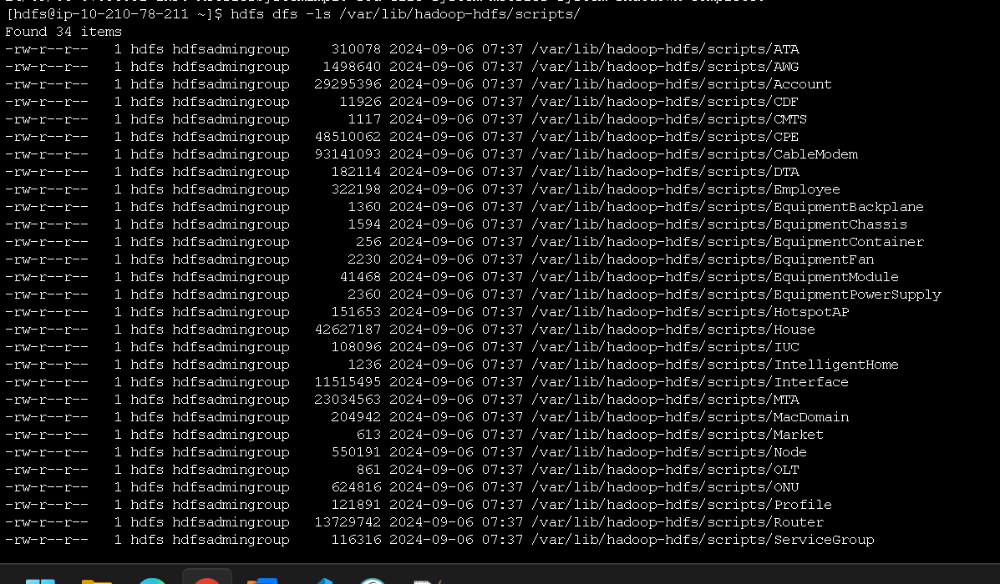 [hdfs@ip-10-210-78-211 ~]$ hdfs dfs -ls /var/lib/hadoop-hdfs/scripts/
Found 34 items
-rw-r--r--   1 hdfs hdfsadmingroup     310078 2024-09-06 07:37 /var/lib/hadoop-hdfs/scripts/ATA
-rw-r--r--   1 hdfs hdfsadmingroup    1498640 2024-09-06 07:37 /var/lib/hadoop-hdfs/scripts/AWG
-rw-r--r--   1 hdfs hdfsadmingroup   29295396 2024-09-06 07:37 /var/lib/hadoop-hdfs/scripts/Account
-rw-r--r--   1 hdfs hdfsadmingroup      11926 2024-09-06 07:37 /var/lib/hadoop-hdfs/scripts/CDF
-rw-r--r--   1 hdfs hdfsadmingroup       1117 2024-09-06 07:37 /var/lib/hadoop-hdfs/scripts/CMTS
-rw-r--r--   1 hdfs hdfsadmingroup   48510062 2024-09-06 07:37 /var/lib/hadoop-hdfs/scripts/CPE
-rw-r--r--   1 hdfs hdfsadmingroup   93141093 2024-09-06 07:37 /var/lib/hadoop-hdfs/scripts/CableModem
-rw-r--r--   1 hdfs hdfsadmingroup     182114 2024-09-06 07:37 /var/lib/hadoop-hdfs/scripts/DTA
-rw-r--r--   1 hdfs hdfsadmingroup     322198 2024-09-06 07:37 /var/lib/hadoop-hdfs/scripts/Employee
-rw-r--r--   1 hdfs hdfsadmingroup       1360 2024-09-06 07:37 /var/lib/hadoop-hdfs/scripts/EquipmentBackplane
-rw-r--r--   1 hdfs hdfsadmingroup       1594 2024-09-06 07:37 /var/lib/hadoop-hdfs/scripts/EquipmentChassis
-rw-r--r--   1 hdfs hdfsadmingroup        256 2024-09-06 07:37 /var/lib/hadoop-hdfs/scripts/EquipmentContainer
-rw-r--r--   1 hdfs hdfsadmingroup       2230 2024-09-06 07:37 /var/lib/hadoop-hdfs/scripts/EquipmentFan
-rw-r--r--   1 hdfs hdfsadmingroup      41468 2024-09-06 07:37 /var/lib/hadoop-hdfs/scripts/EquipmentModule
-rw-r--r--   1 hdfs hdfsadmingroup       2360 2024-09-06 07:37 /var/lib/hadoop-hdfs/scripts/EquipmentPowerSupply
-rw-r--r--   1 hdfs hdfsadmingroup     151653 2024-09-06 07:37 /var/lib/hadoop-hdfs/scripts/HotspotAP
-rw-r--r--   1 hdfs hdfsadmingroup   42627187 2024-09-06 07:37 /var/lib/hadoop-hdfs/scripts/House
-rw-r--r--   1 hdfs hdfsadmingroup     108096 2024-09-06 07:37 /var/lib/hadoop-hdfs/scripts/IUC
-rw-r--r--   1 hdfs hdfsadmingroup       1236 2024-09-06 07:37 /var/lib/hadoop-hdfs/scripts/IntelligentHome
-rw-r--r--   1 hdfs hdfsadmingroup   11515495 2024-09-06 07:37 /var/lib/hadoop-hdfs/scripts/Interface
-rw-r--r--   1 hdfs hdfsadmingroup   23034563 2024-09-06 07:37 /var/lib/hadoop-hdfs/scripts/MTA
-rw-r--r--   1 hdfs hdfsadmingroup     204942 2024-09-06 07:37 /var/lib/hadoop-hdfs/scripts/MacDomain
-rw-r--r--   1 hdfs hdfsadmingroup        613 2024-09-06 07:37 /var/lib/hadoop-hdfs/scripts/Market
-rw-r--r--   1 hdfs hdfsadmingroup     550191 2024-09-06 07:37 /var/lib/hadoop-hdfs/scripts/Node
-rw-r--r--   1 hdfs hdfsadmingroup        861 2024-09-06 07:37 /var/lib/hadoop-hdfs/scripts/OLT
-rw-r--r--   1 hdfs hdfsadmingroup     624816 2024-09-06 07:37 /var/lib/hadoop-hdfs/scripts/ONU
-rw-r--r--   1 hdfs hdfsadmingroup     121891 2024-09-06 07:37 /var/lib/hadoop-hdfs/scripts/Profile
-rw-r--r--   1 hdfs hdfsadmingroup   13729742 2024-09-06 07:37 /var/lib/hadoop-hdfs/scripts/Router
-rw-r--r--   1 hdfs hdfsadmingroup     116316 2024-09-06 07:37 /var/lib/hadoop-hdfs/scripts/ServiceGroup